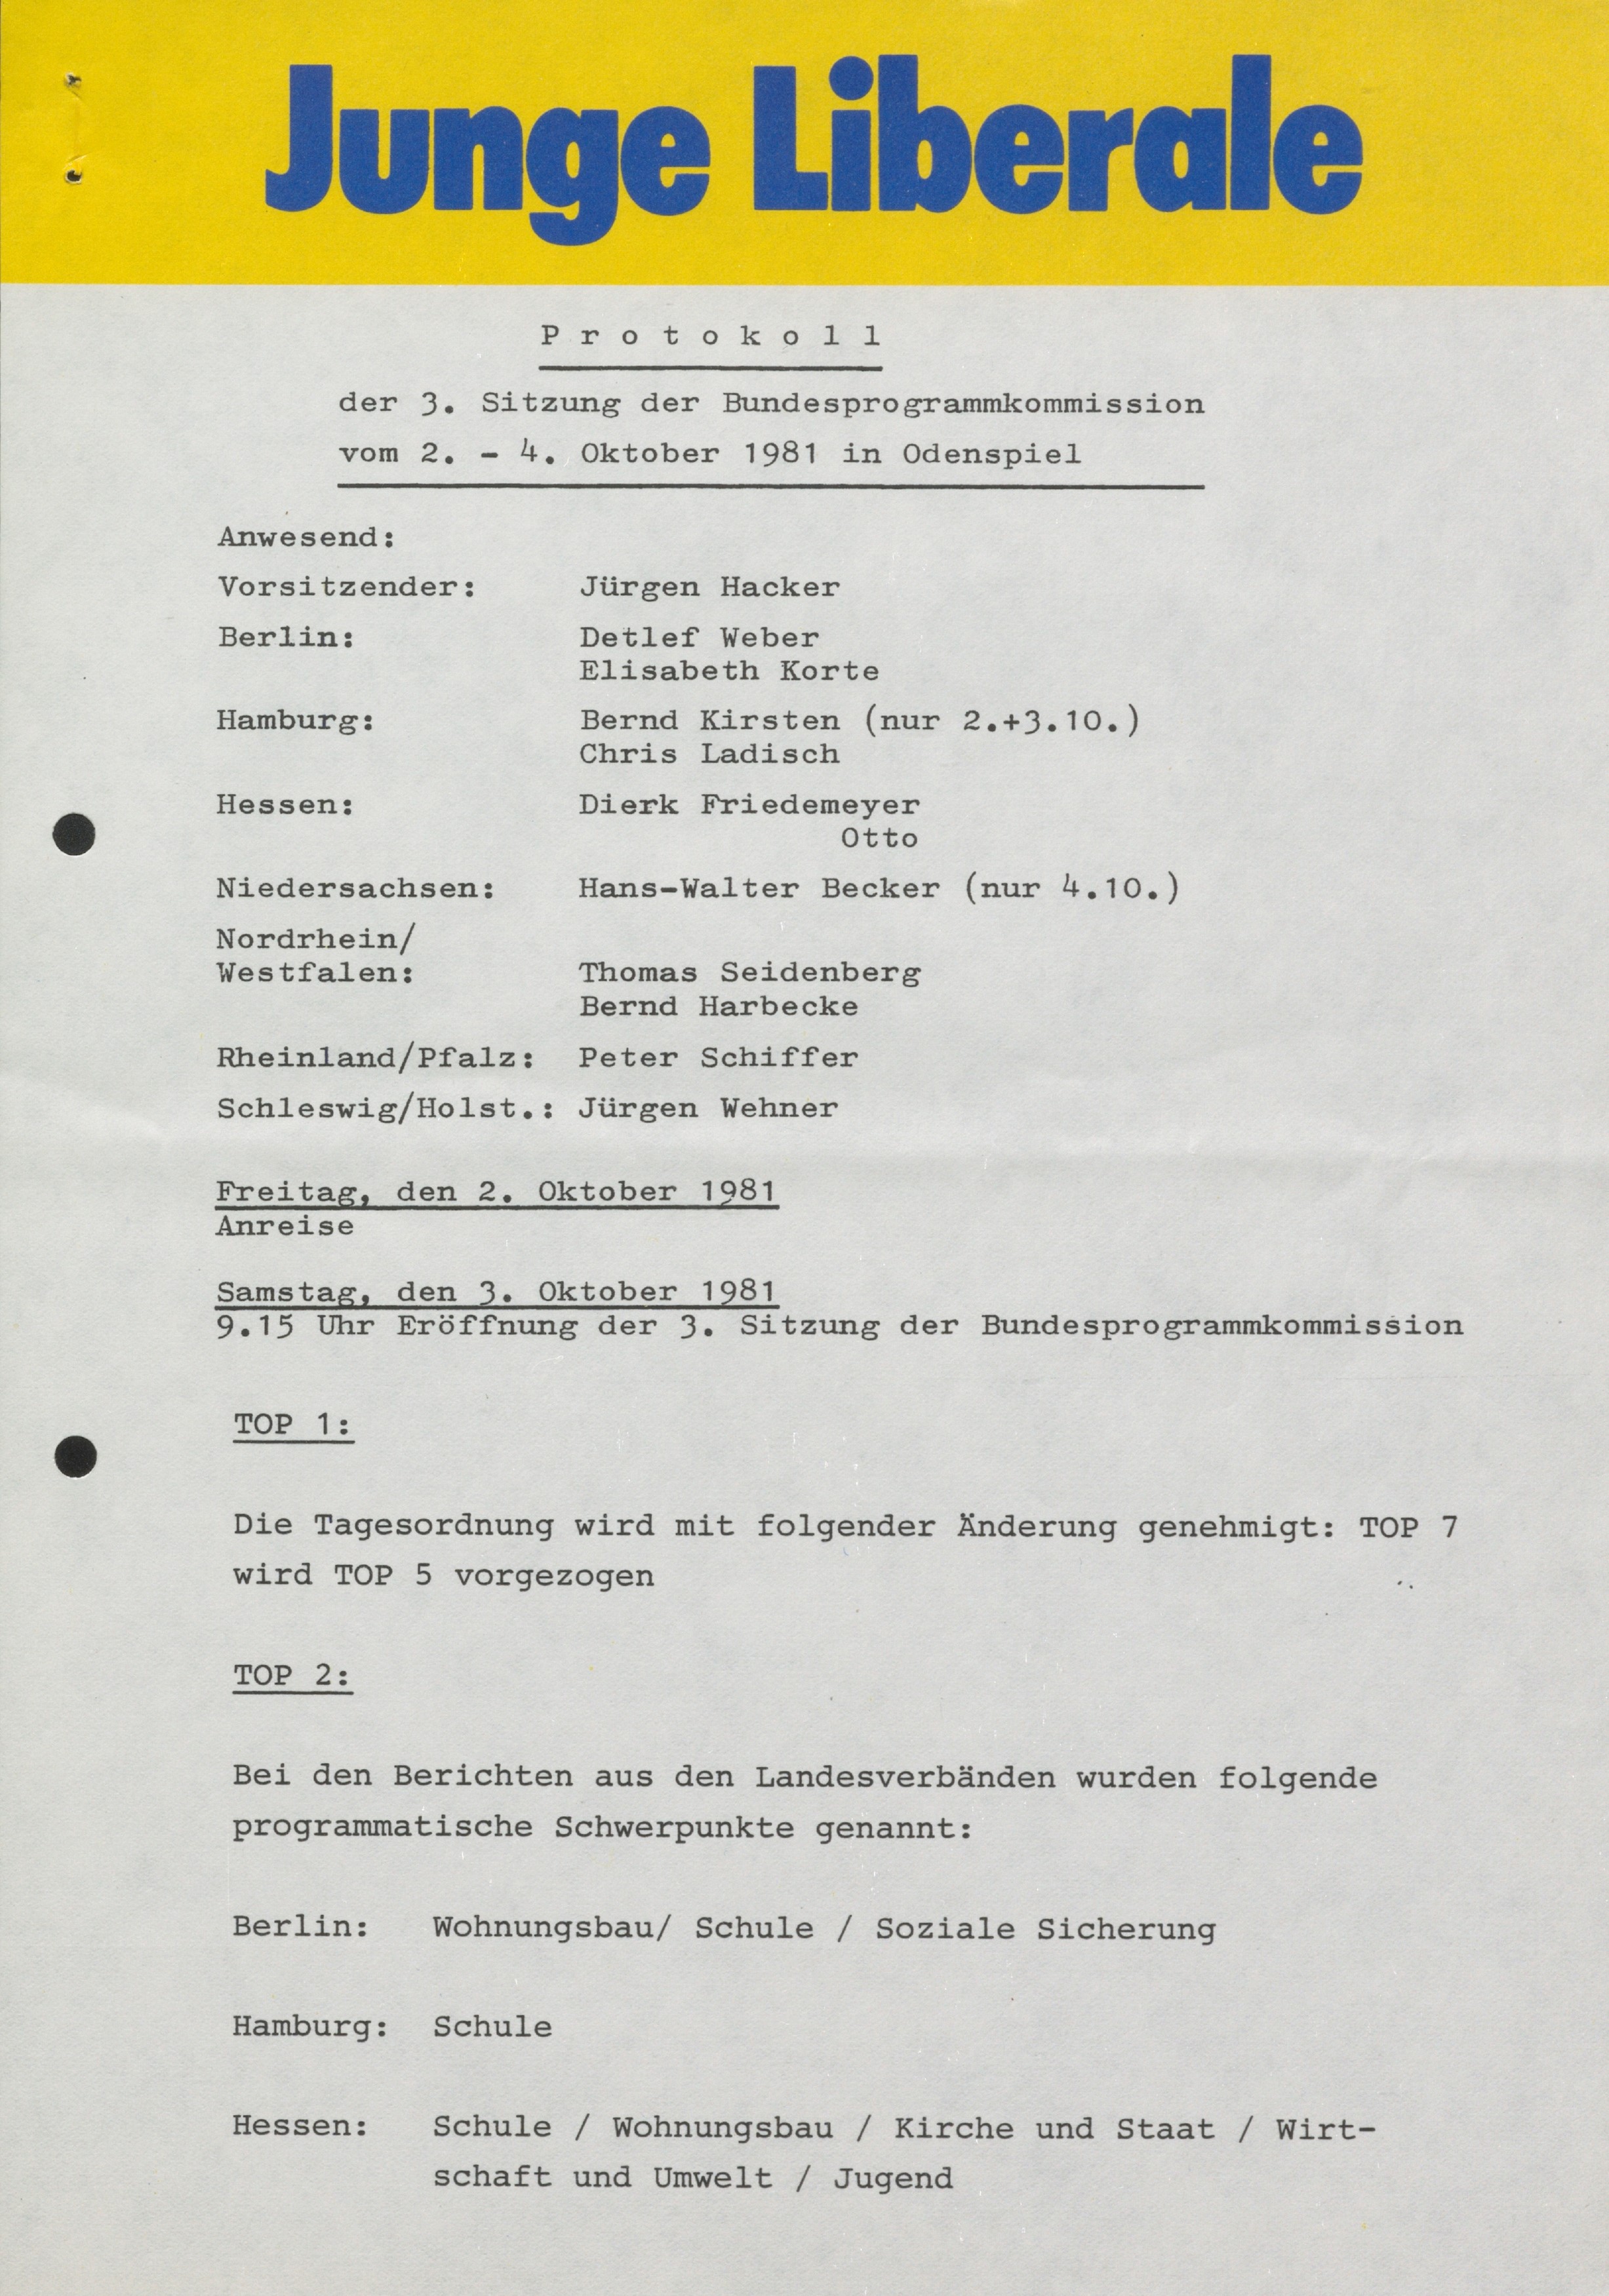 Junge Liberale
P r o t o k o l l
der 3. Sitzung der Bundesprogrammkommission
vom 2. - 4. Oktober 1981 in Odenspiel
Anwesend:
Vorsitzender: Jürgen Hacker
Berlin: Detlef Weber
Elisabeth Korte
Hamburg: Bernd Kirsten (nur 2.+3.10.)
Chris Ladisch
Hessen: Dierk Friedemeyer
Otto
Niedersachsen: Hans-Walter Becker (nur 4.10.)
Nordrhein/
Westfalen: Thomas Seidenberg
Bernd Harbecke
Rheinland/Pfalz: Peter Schiffer
Schleswig/Holst.: Jürgen Wehner
Freitag, den 2. Oktober 1981
Anreise
Samstag, den 3. Oktober 1981
9.15 Uhr Eröffnung der 3. Sitzung der Bundesprogrammkommission
TOP 1:
Die Tagesordnung wird mit folgender Änderung genehmigt: TOP 7
wird TOP 5 vorgezogen
TOP 2:
Bei den Berichten aus den Landesverbänden wurden folgende
programmatische Schwerpunkte genannt:
Berlin: Wohnungsbau/ Schule / Soziale Sicherung
Hamburg: Schule
Hessen: Schule / Wohnungsbau / Kirche und Staat / Wirt-
schaft und Umwelt / Jugend